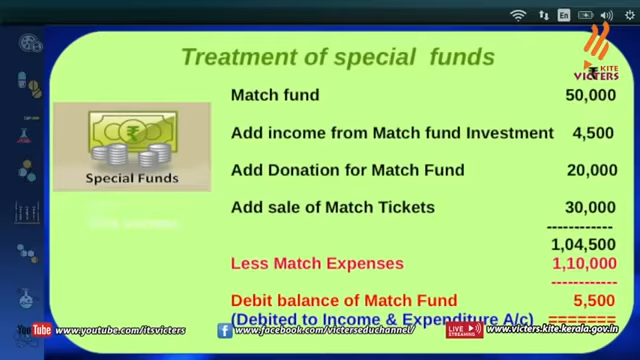 En
Treatment of special funds
KITE
VICTERS
Match fund 50,000
Add income from Match fund Investment 4,500
Add Donation for Match Fund 20,000
Special Funds
Add sale of Match Tickets 30,000
------------
1,04,500
Less Match Expenses 1,10,000
------------
Debit balance of Match Fund 5,500
(Debited to Income & Expenditure A/c) =======
You Tube www.youtube.com/itsvicters
f www.facebook.com/victerseduchannel/
LIVE STREAMING www.victers.kite.kerala.gov.in